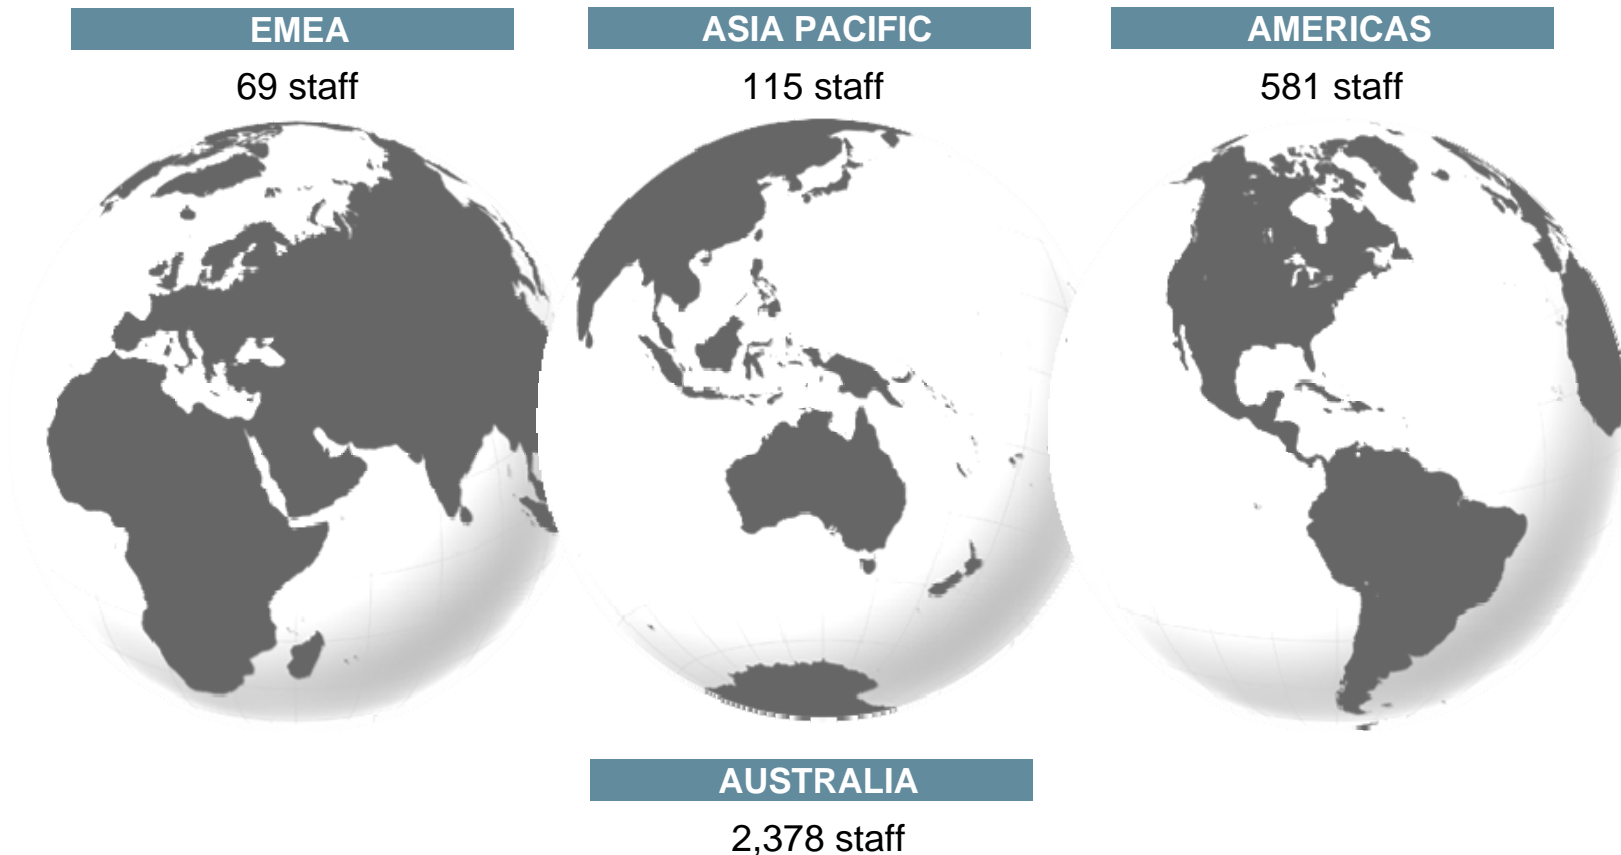 EMEA
69 staff
ASIA PACIFIC
115 staff
AMERICAS
581 staff
AUSTRALIA
2,378 staff